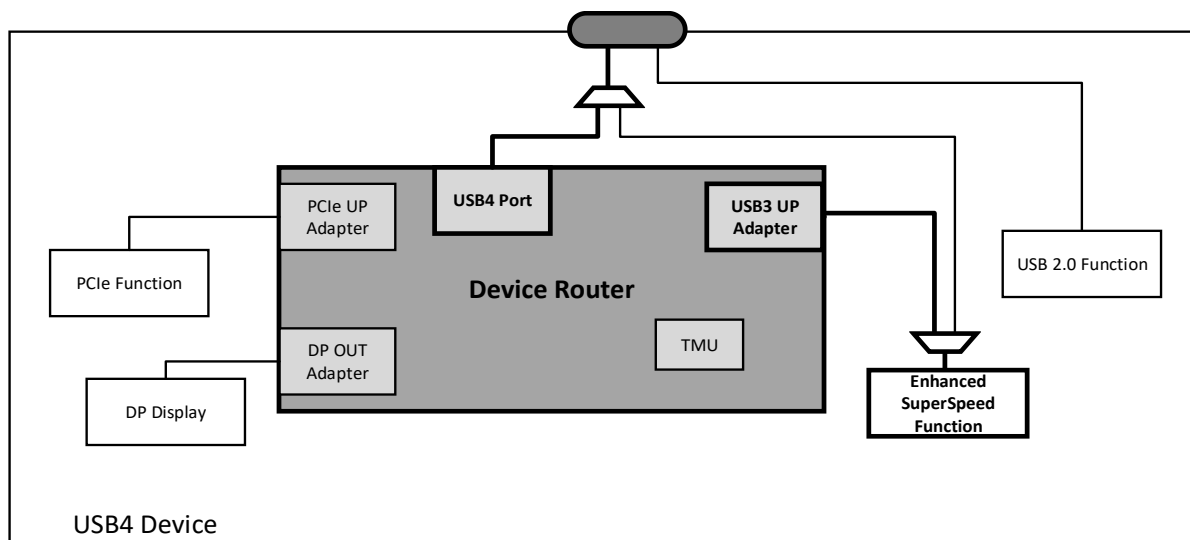 USB4 Port
PCIe UP
Adapter
USB3 UP
Adapter
PCIe Function
USB 2.0 Function
Device Router
DP OUT
Adapter
TMU
DP Display
Enhanced
SuperSpeed
Function
USB4 Device